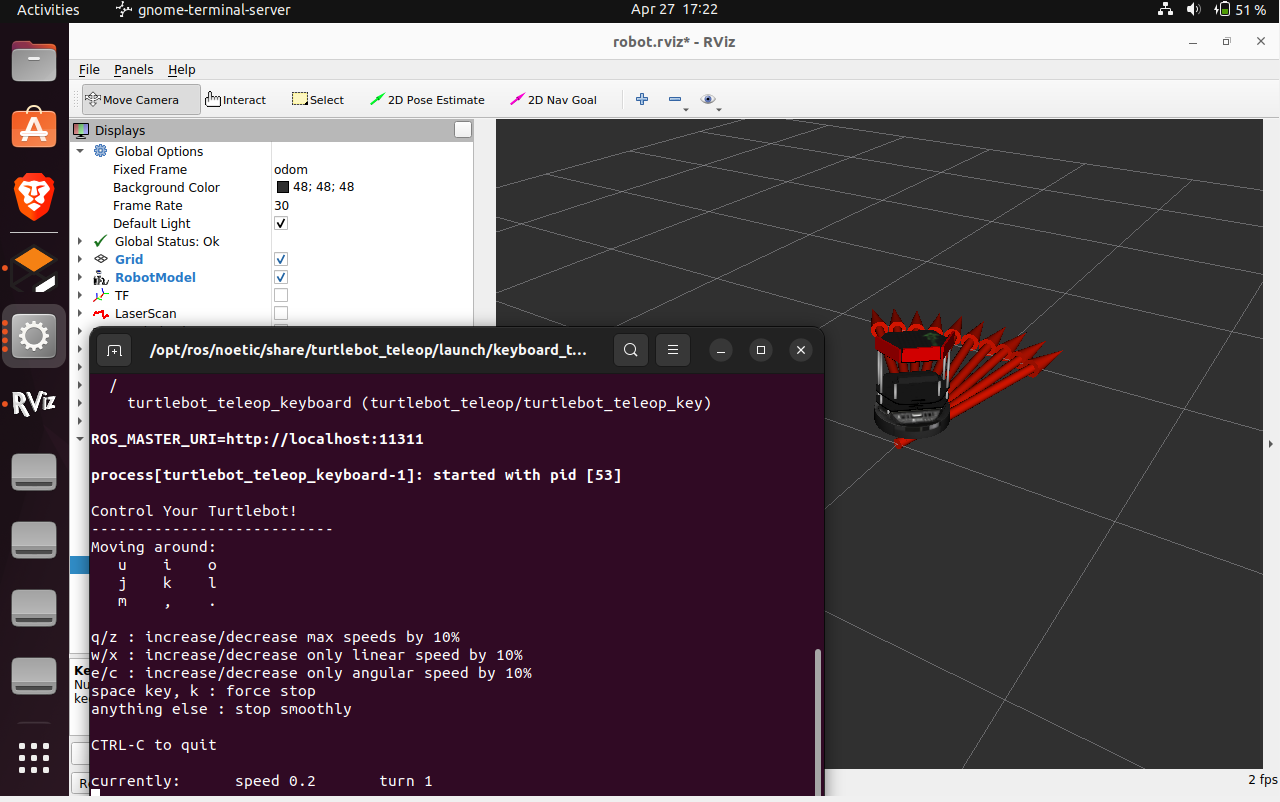 Activities
gnome-terminal-server
Apr 27 17:22
51 %
robot.rviz* - RViz
File Panels Help
Move Camera Interact Select 2D Pose Estimate 2D Nav Goal
Displays
Global Options
Fixed Frame odom
Background Color 48; 48; 48
Frame Rate 30
Default Light
Global Status: Ok
Grid
RobotModel
TF
LaserScan
/opt/ros/noetic/share/turtlebot_teleop/launch/keyboard_t...
/
turtlebot_teleop_keyboard (turtlebot_teleop/turtlebot_teleop_key)
ROS_MASTER_URI=http://localhost:11311
process[turtlebot_teleop_keyboard-1]: started with pid [53]
Control Your Turtlebot!
---------------------------
Moving around:
u i o
j k l
m , .
q/z : increase/decrease max speeds by 10%
w/x : increase/decrease only linear speed by 10%
e/c : increase/decrease only angular speed by 10%
space key, k : force stop
anything else : stop smoothly
CTRL-C to quit
currently: speed 0.2 turn 1
RViz
2 fps